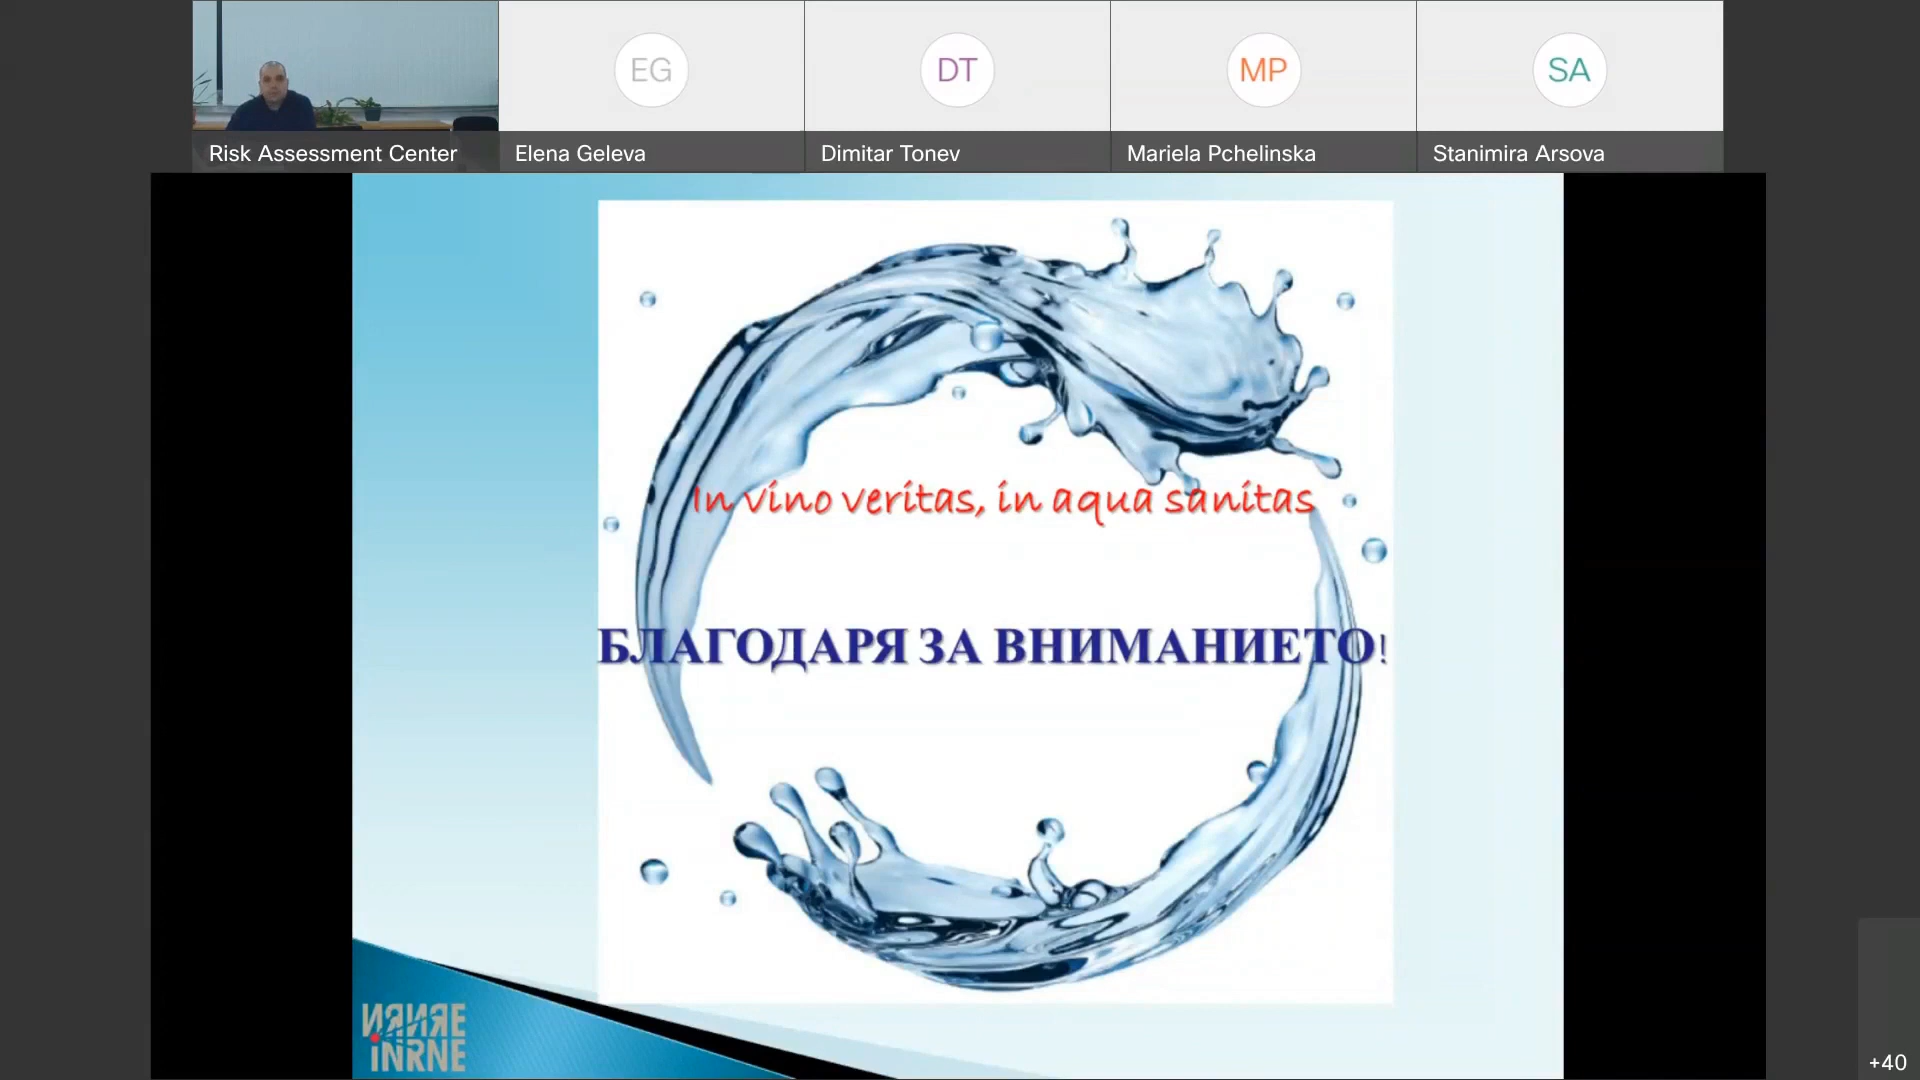 EG
DT
MP
SA
Risk Assessment Center
Elena Geleva
Dimitar Tonev
Mariela Pchelinska
Stanimira Arsova
In vino veritas, in aqua sanitas
БЛАГОДАРЯ ЗА ВНИМАНИЕТО!
ИЯИЯЕ
iNRNE
+40